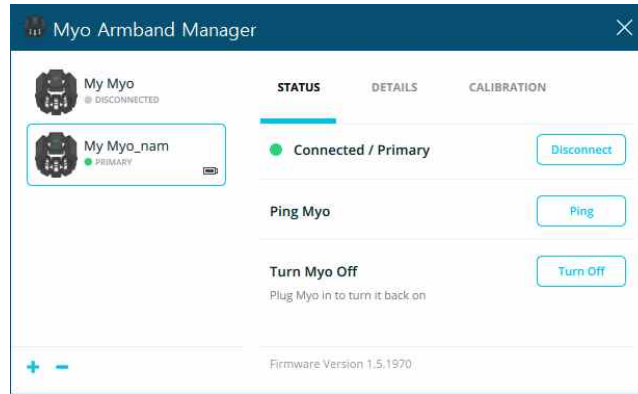 Myo Armband Manager
My Myo
DISCONNECTED
My Myo_nam
PRIMARY
STATUS DETAILS CALIBRATION
Connected / Primary Disconnect
Ping Myo Ping
Turn Myo Off Turn Off
Plug Myo in to turn it back on
Firmware Version 1.5.1970